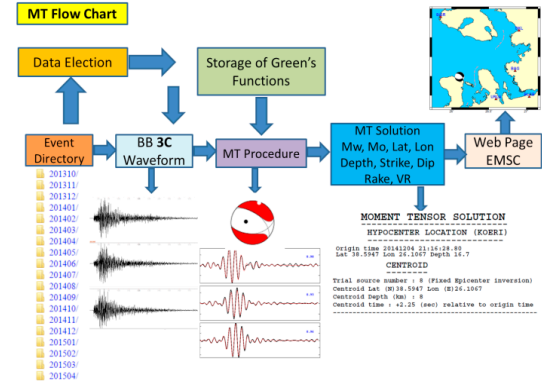 MT Flow Chart
Data Election
Storage of Green's
Functions
Event
Directory
BB 3C
Waveform
MT Procedure
MT Solution
Mw, Mo, Lat, Lon
Depth, Strike, Dip
Rake, VR
Web Page
EMSC
201310/
201311/
201312/
201401/
201402/
201403/
201404/
201405/
201406/
201407/
201408/
201409/
201410/
201411/
201412/
201501/
201502/
201503/
201504/
MOMENT TENSOR SOLUTION
HYPOCENTER LOCATION (KOERI)
Origin time 20141204 21:16:28.80
Lat 38.5947 Lon 26.1067 Depth 16.7
CENTROID
Trial source number : 8 (Fixed Epicenter inversion)
Centroid Lat (N)38.5947 Lon (E)26.1067
Centroid Depth (km) : 8
Centroid time : +2.25 (sec) relative to origin time